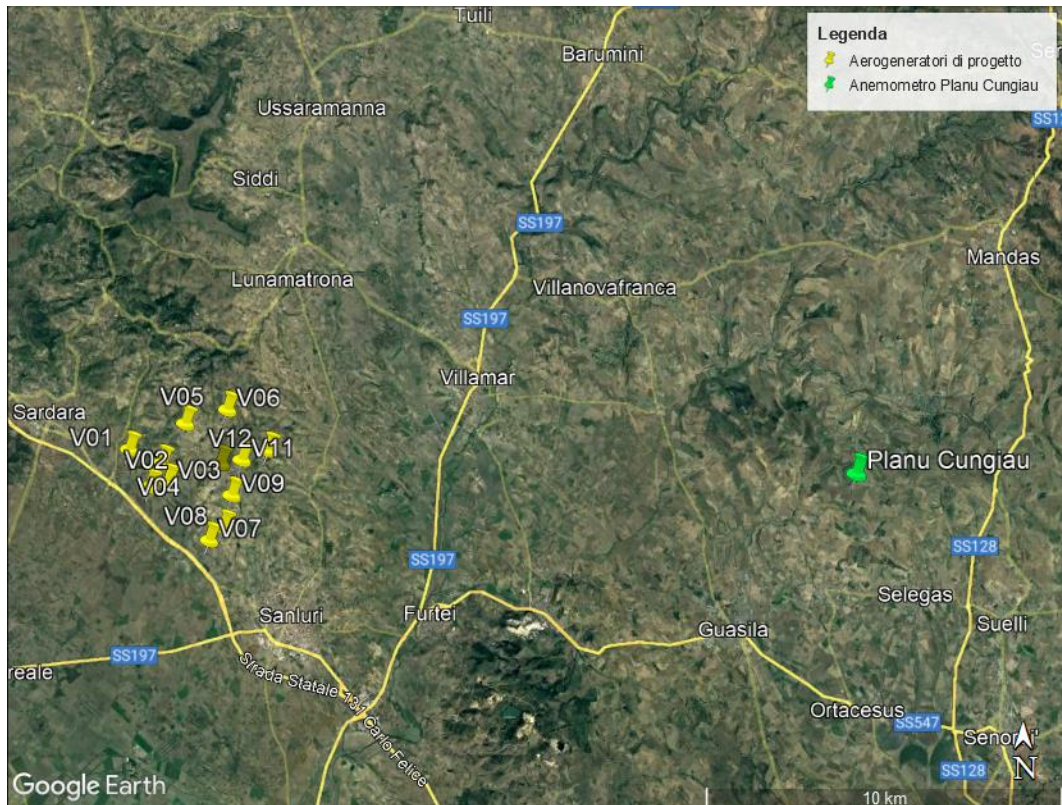 Tuili
Barumini
Legenda
Aerogeneratori di progetto
Anemometro Planu Cungiau
Ussaramanna
Siddi
SS197
Mandas
Lunamatrona
Villanovafranca
SS197
Villamar
V05
V06
Sardara
V01
V12
V11
V02
V03
V04
V09
Planu Cungiau
V08
V07
SS128
SS197
Selegas
Sanluri
Furtei
Suelli
Guasila
SS197
reale
Strada Statale 131 Carlo Felice
Ortacesus
SS547
Senorbì
N
SS128
Google Earth
10 km